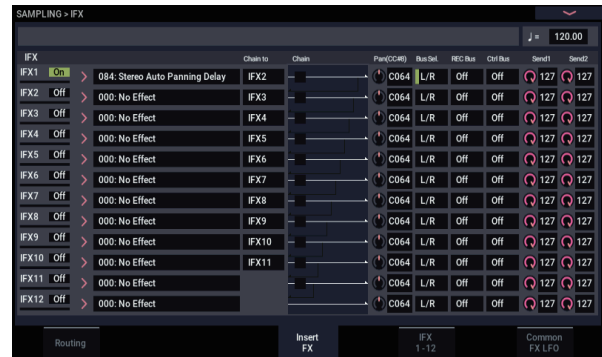 SAMPLING > IFX
♩ = 120.00
IFX Chain to Chain Pan(CC#8) Bus Sel. REC Bus Ctrl Bus Send1 Send2
IFX1 On 084: Stereo Auto Panning Delay IFX2 C064 L/R Off Off 127 127
IFX2 Off 000: No Effect IFX3 C064 L/R Off Off 127 127
IFX3 Off 000: No Effect IFX4 C064 L/R Off Off 127 127
IFX4 Off 000: No Effect IFX5 C064 L/R Off Off 127 127
IFX5 Off 000: No Effect IFX6 C064 L/R Off Off 127 127
IFX6 Off 000: No Effect IFX7 C064 L/R Off Off 127 127
IFX7 Off 000: No Effect IFX8 C064 L/R Off Off 127 127
IFX8 Off 000: No Effect IFX9 C064 L/R Off Off 127 127
IFX9 Off 000: No Effect IFX10 C064 L/R Off Off 127 127
IFX10 Off 000: No Effect IFX11 C064 L/R Off Off 127 127
IFX11 Off 000: No Effect C064 L/R Off Off 127 127
IFX12 Off 000: No Effect C064 L/R Off Off 127 127
Routing Insert FX IFX 1-12 Common FX LFO